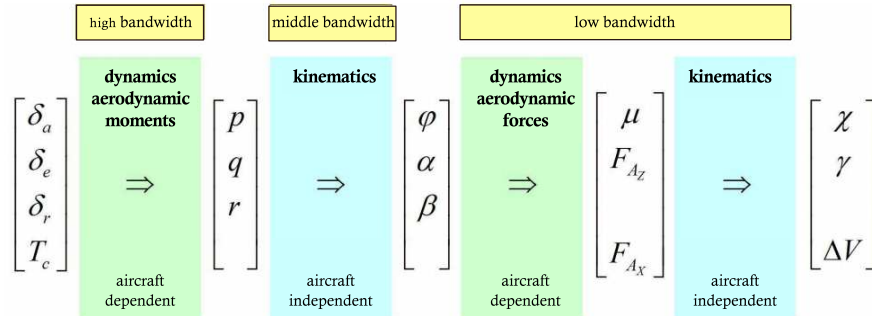 high bandwidth
middle bandwidth
low bandwidth
dynamics
aerodynamic
moments
kinematics
dynamics
aerodynamic
forces
kinematics
δa
δe
δr
Tc
⇒
p
q
r
⇒
φ
α
β
⇒
μ
FAZ
FAX
⇒
χ
γ
ΔV
aircraft
dependent
aircraft
independent
aircraft
dependent
aircraft
independent